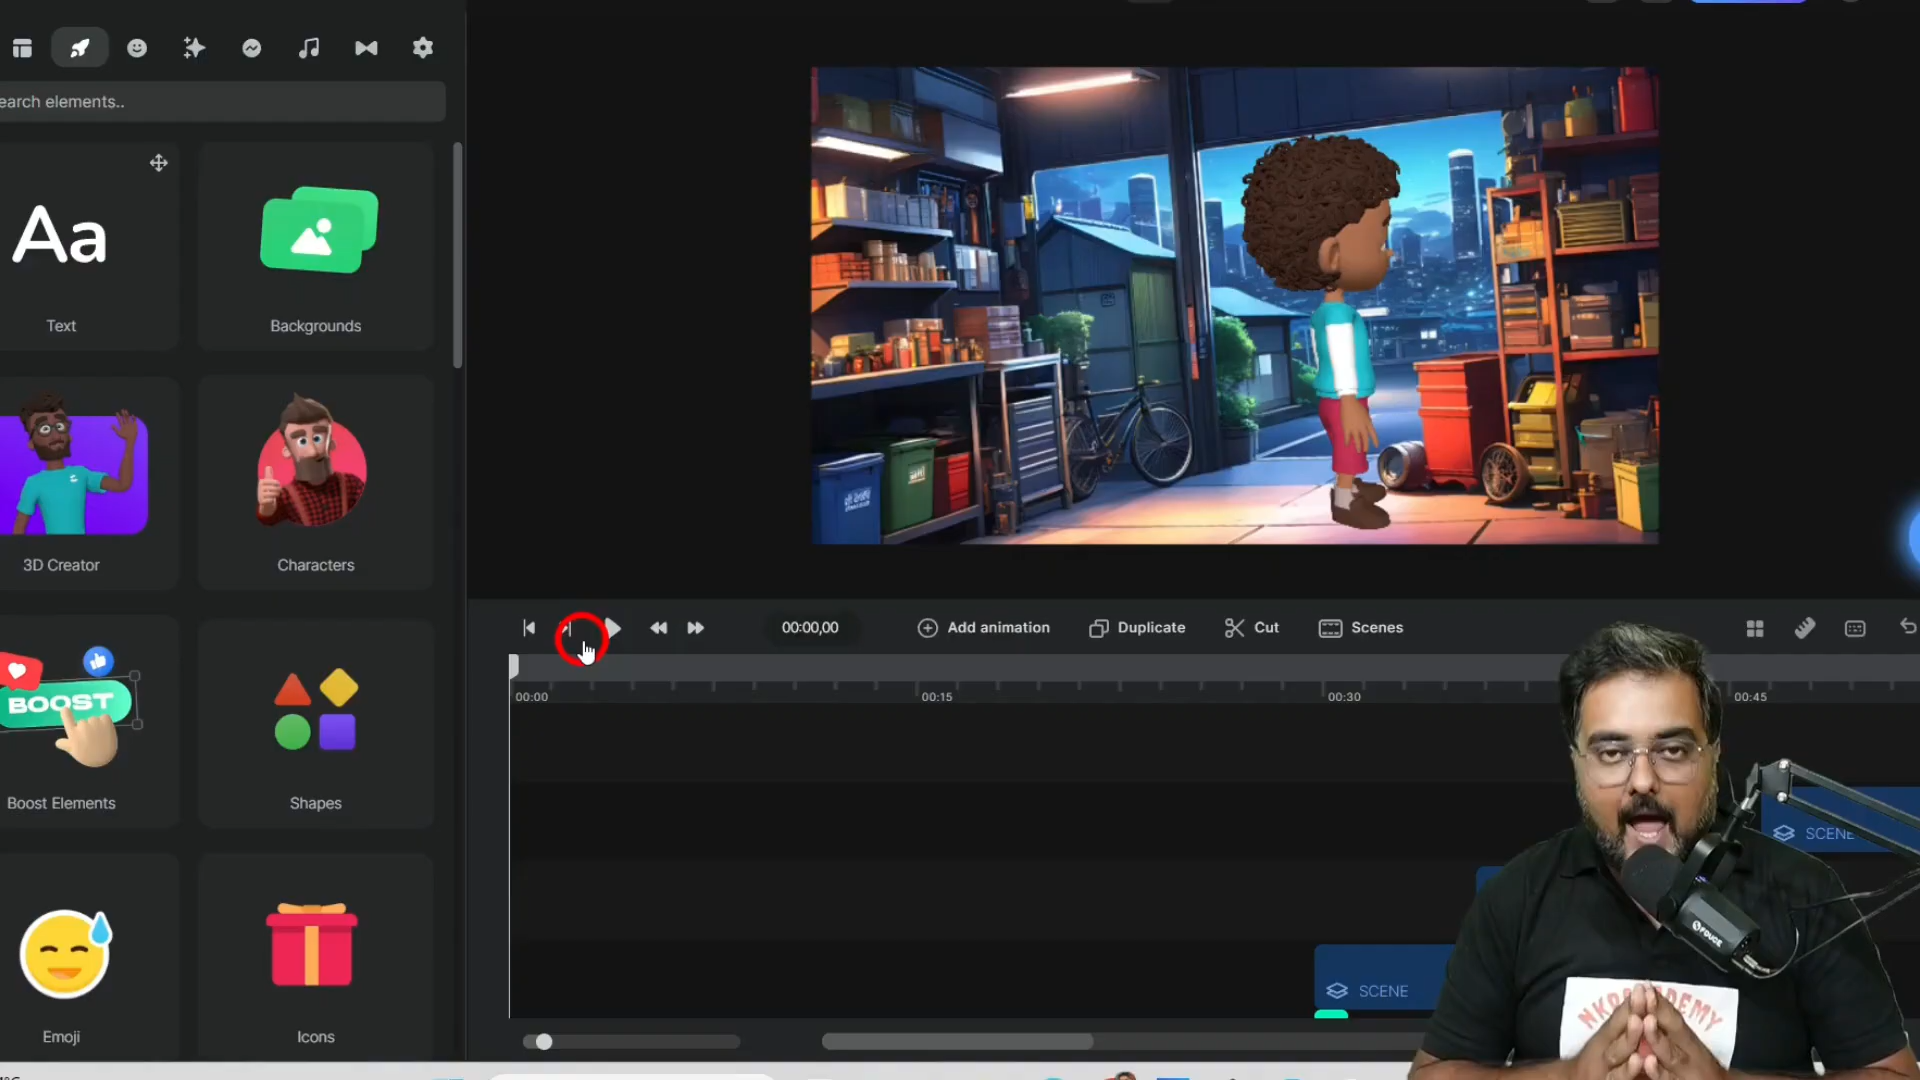 earch elements..
Aa
Text
Backgrounds
3D Creator
Characters
BOOST
Boost Elements
Shapes
Emoji
Icons
00:00,00
Add animation
Duplicate
Cut
Scenes
00:00
00:15
00:30
00:45
SCENE
SCENE
FDUCE